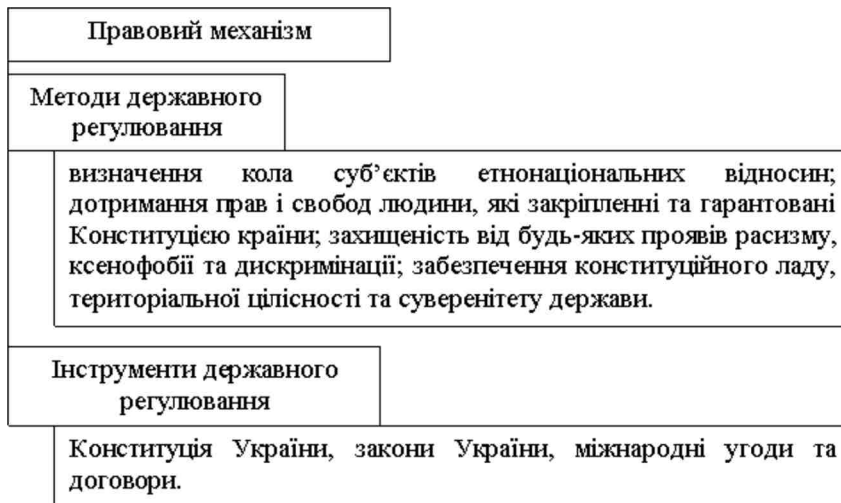 Правовий механізм
Методи державного
регулювання
визначення кола суб’єктів етнонаціональних відносин;
дотримання прав і свобод людини, які закріпленні та гарантовані
Конституцією країни; захищеність від будь-яких проявів расизму,
ксенофобії та дискримінації; забезпечення конституційного ладу,
територіальної цілісності та суверенітету держави.
Інструменти державного
регулювання
Конституція України, закони України, міжнародні угоди та
договори.